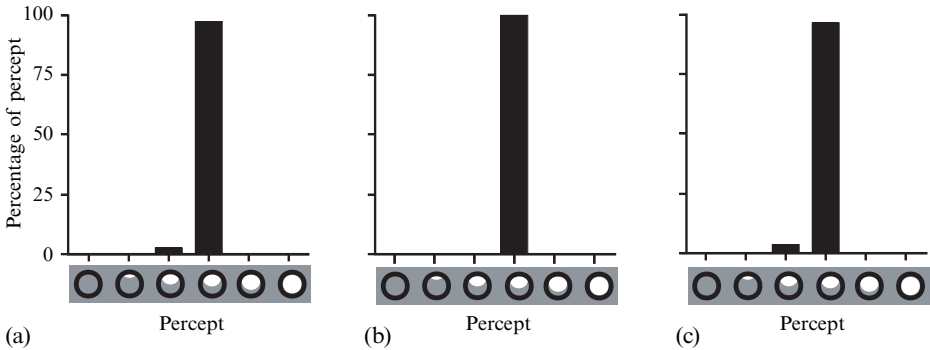 Percentage of percept
100
75
50
25
0
(a)
Percept
(b)
Percept
(c)
Percept